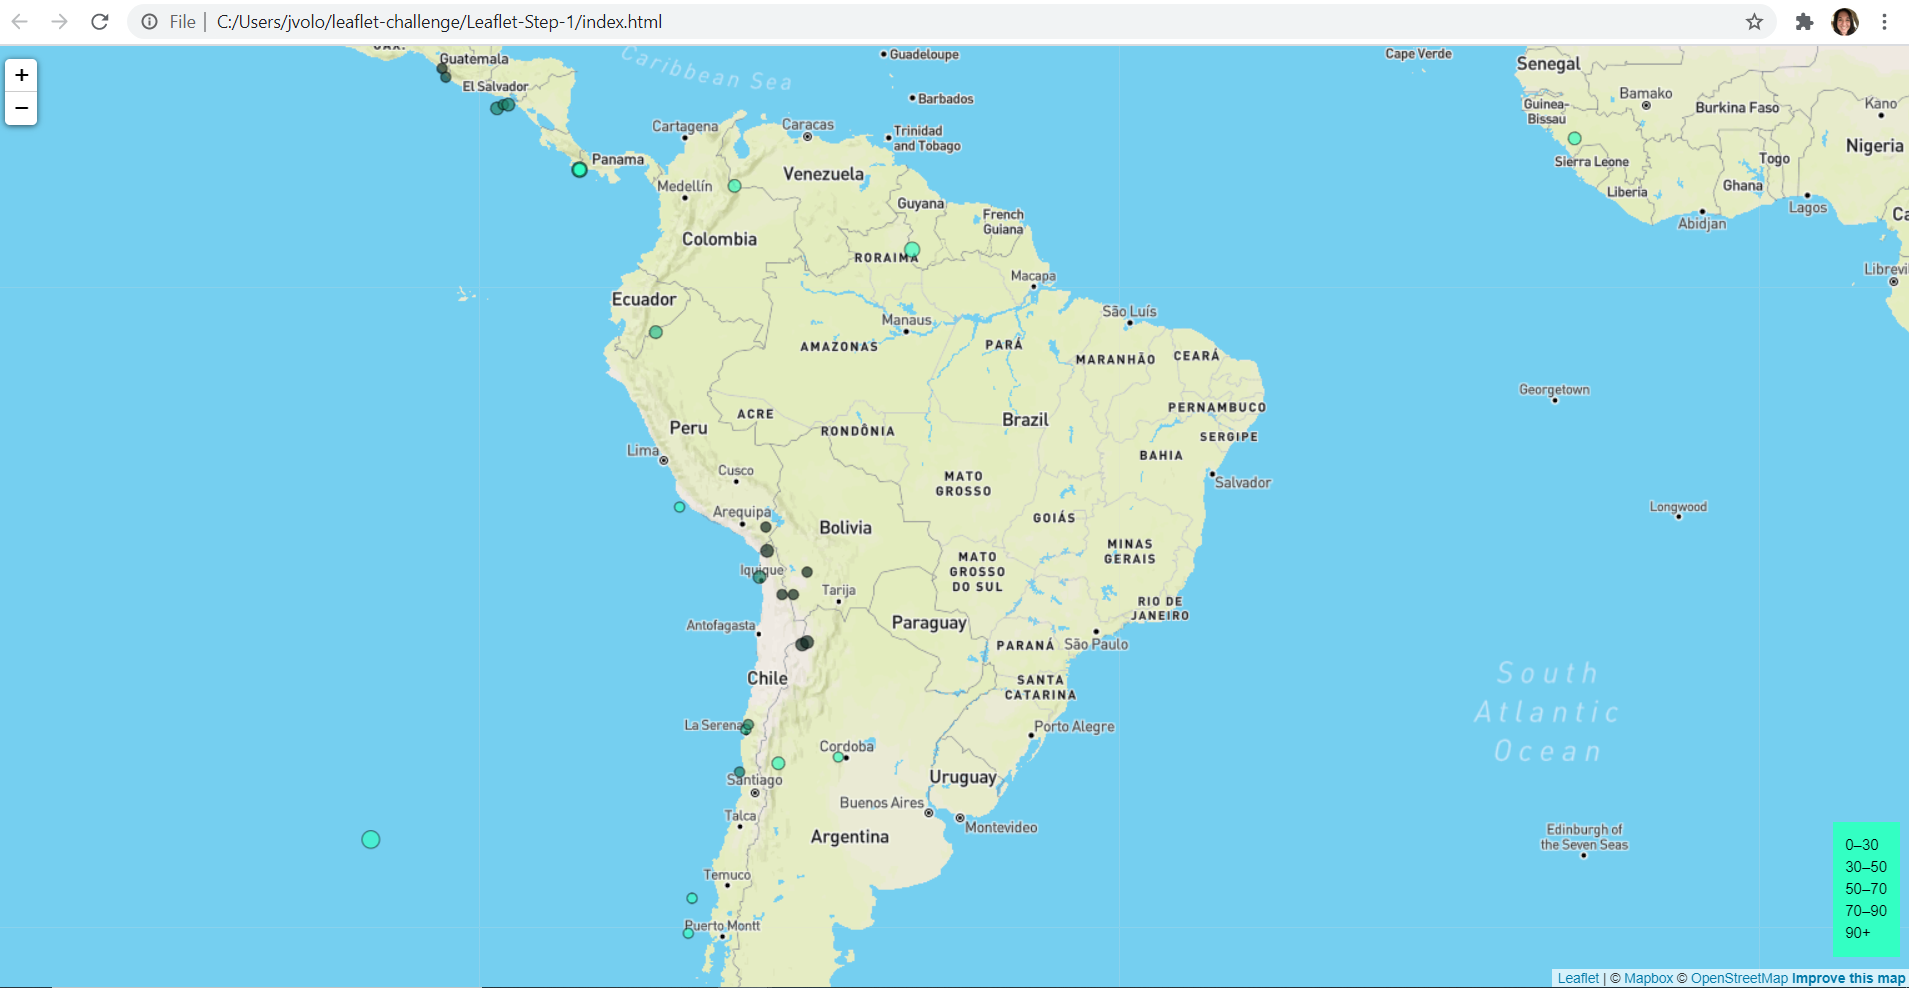 File | C:/Users/jvolo/leaflet-challenge/Leaflet-Step-1/index.html
+
−
Guatemala
El Salvador
Caribbean Sea
Guadeloupe
Barbados
Cape Verde
Senegal
Bamako
Burkina Faso
Kano
Guinea-
Bissau
Cartagena
Caracas
Trinidad
and Tobago
Panama
Sierra Leone
Togo
Nigeria
Venezuela
Medellín
Liberia
Ghana
Guyana
French
Guiana
Lagos
Abidjan
Colombia
RORAIMA
Macapa
Ecuador
Manaus
São Luís
AMAZONAS
PARÁ
MARANHÃO
CEARÁ
Georgetown
ACRE
PERNAMBUCO
Peru
RONDÔNIA
Brazil
SERGIPE
Lima
BAHIA
Cusco
MATO
GROSSO
Salvador
Arequipa
Bolivia
GOIÁS
Longwood
MINAS
GERAIS
MATO
GROSSO
DO SUL
Iquique
Tarija
RIO DE
JANEIRO
Antofagasta
Paraguay
PARANÁ
São Paulo
Chile
SANTA
CATARINA
South
Atlantic
Ocean
La Serena
Porto Alegre
Cordoba
Santiago
Uruguay
Buenos Aires
Talca
Montevideo
Argentina
Edinburgh of
the Seven Seas
Temuco
Puerto Montt
0–30
30–50
50–70
70–90
90+
Leaflet | © Mapbox © OpenStreetMap Improve this map